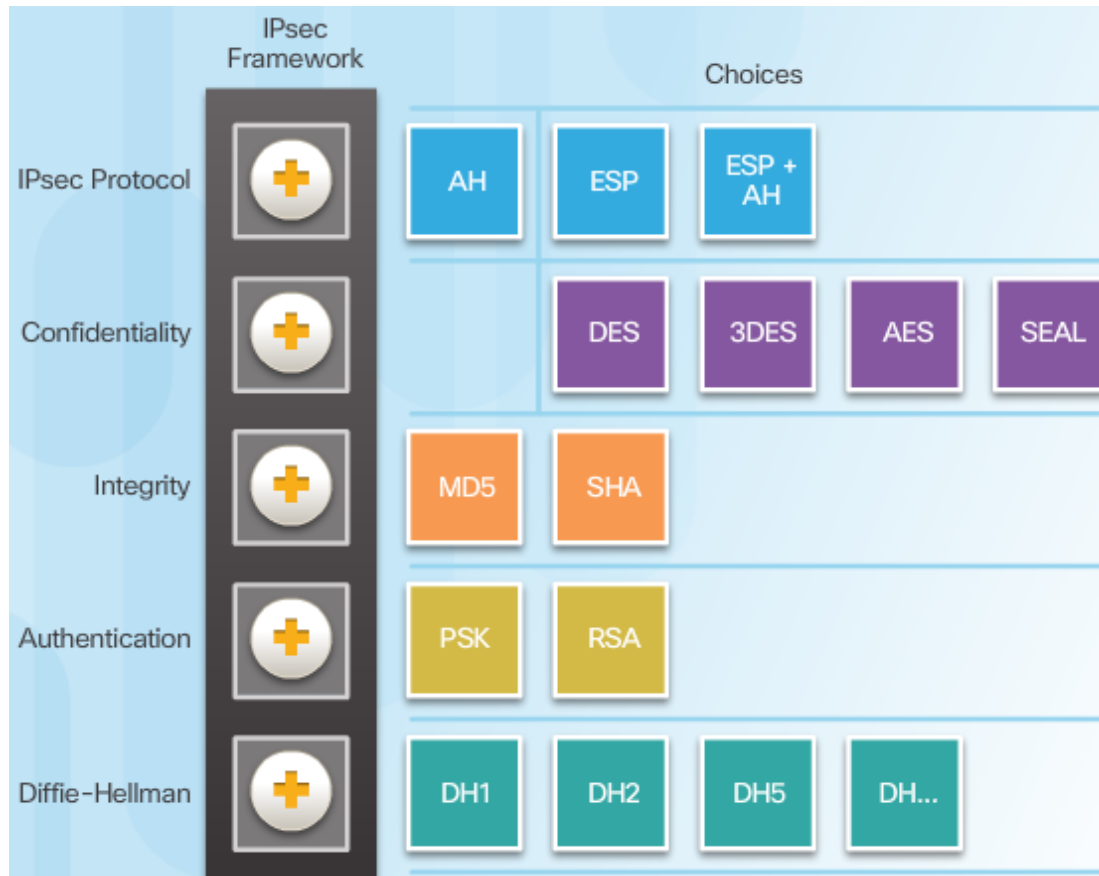 IPsec
Framework
Choices
IPsec Protocol
AH
ESP
ESP +
AH
Confidentiality
DES
3DES
AES
SEAL
Integrity
MD5
SHA
Authentication
PSK
RSA
Diffie-Hellman
DH1
DH2
DH5
DH...